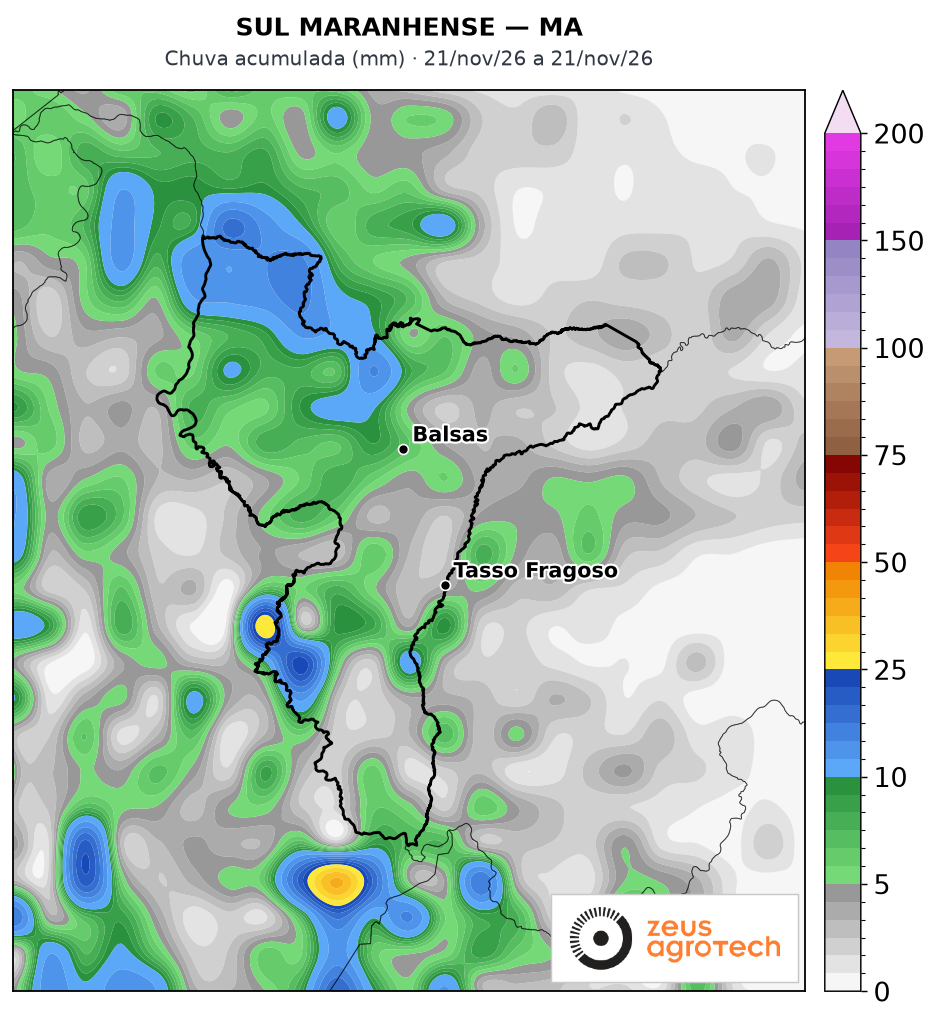 SUL MARANHENSE — MA
Chuva acumulada (mm) · 21/nov/26 a 21/nov/26
200
150
100
75
50
25
10
5
0
Balsas
Tasso Fragoso
zeus
agrotech